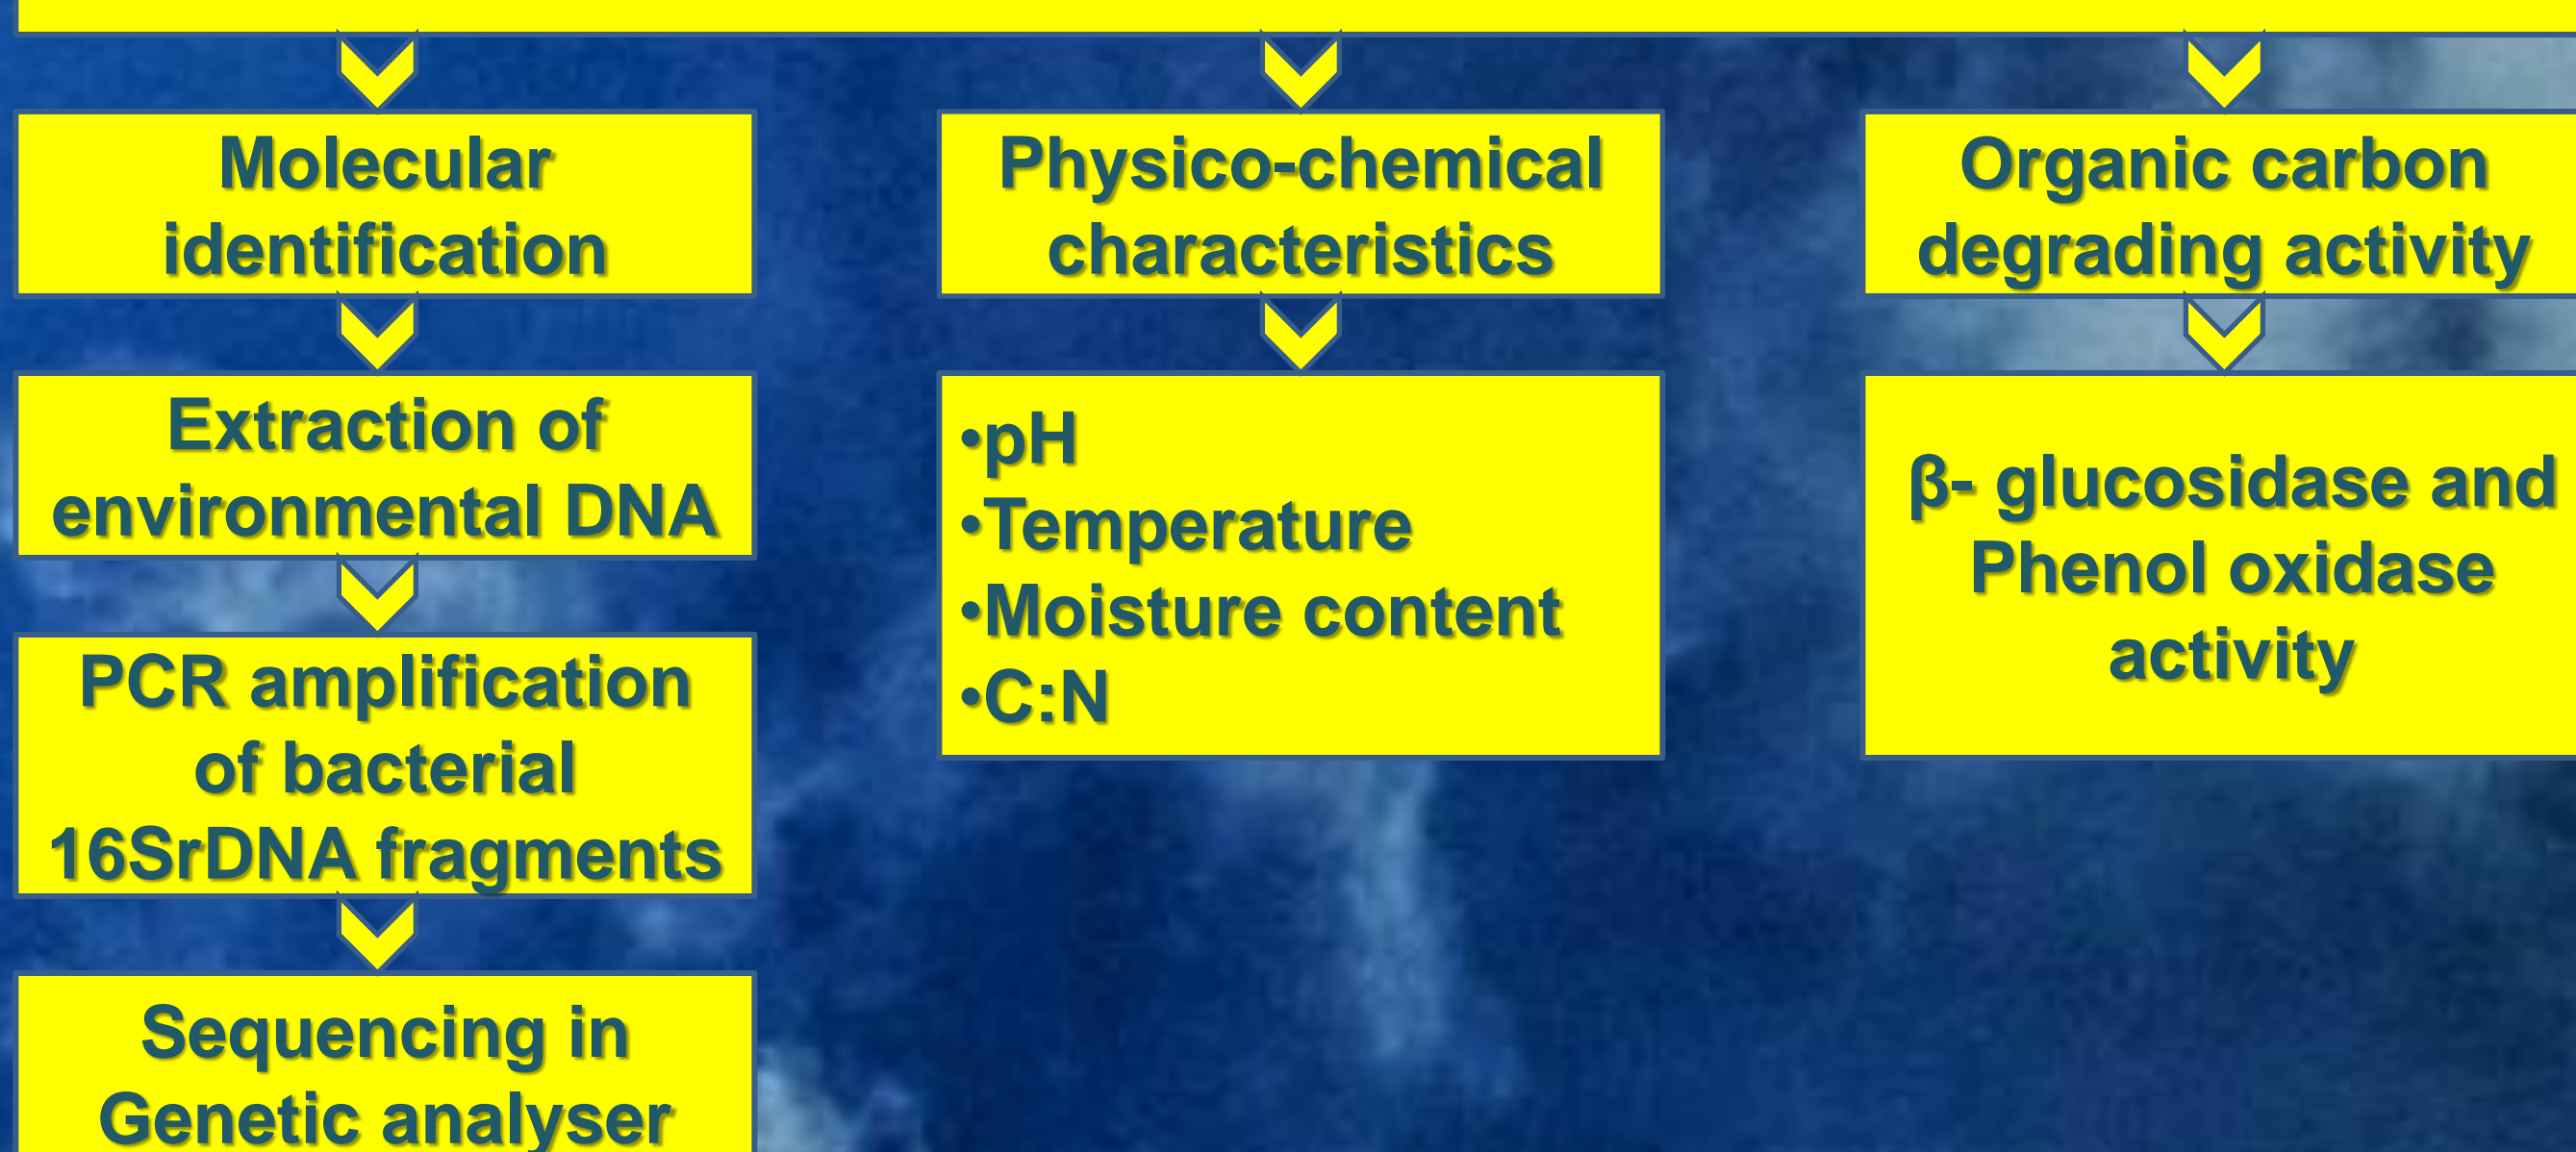 Molecular
identification
Extraction of
environmental DNA
PCR amplification
of bacterial
16SrDNA fragments
Sequencing in
Genetic analyser
Physico-chemical
characteristics
•pH
•Temperature
•Moisture content
•C:N
Organic carbon
degrading activity
β- glucosidase and
Phenol oxidase
activity